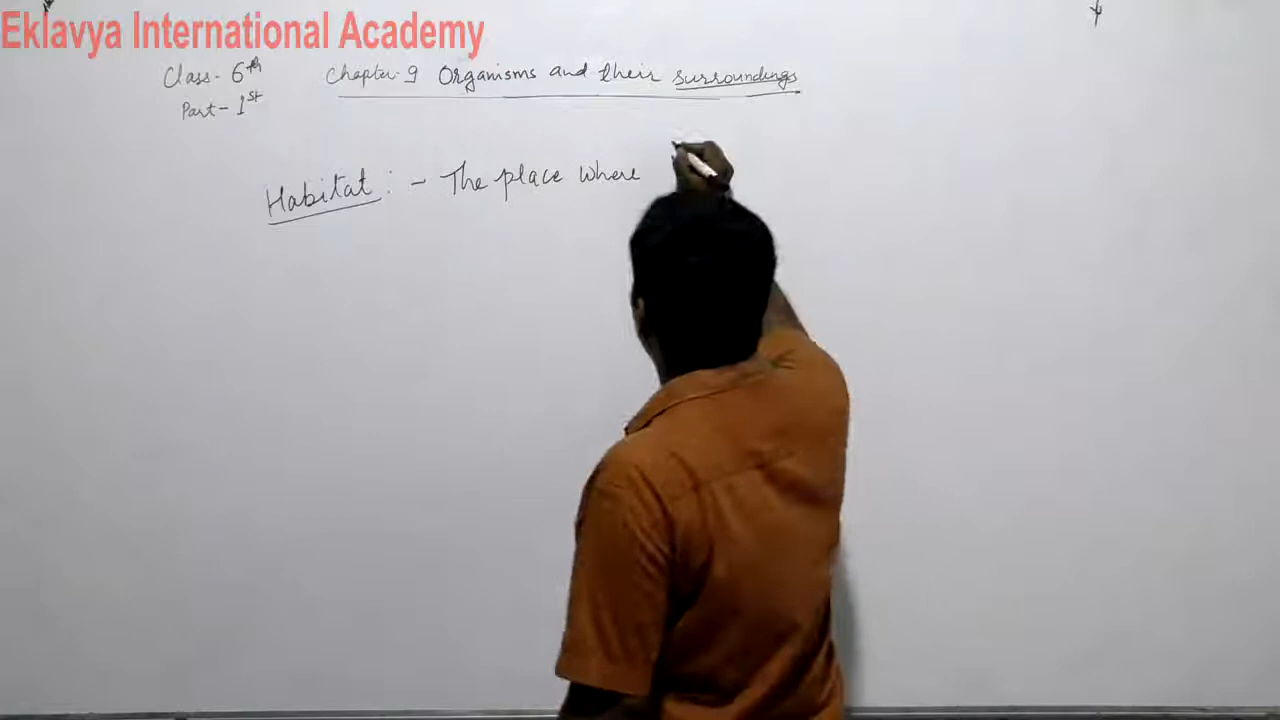 Eklavya International Academy
Class- 6th Chapter-9 Organisms and their surroundings
Part- 1st
Habitat :- The place where